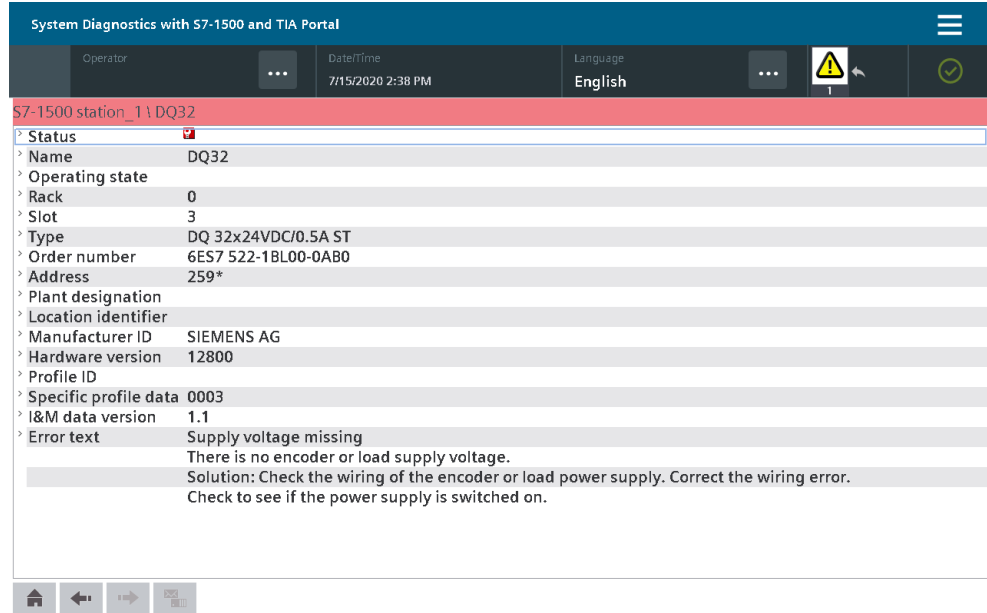 System Diagnostics with S7-1500 and TIA Portal
Operator
...
Date/Time
7/15/2020 2:38 PM
Language
English
...
1
S7-1500 station_1 \ DQ32
Status
Name DQ32
Operating state
Rack 0
Slot 3
Type DQ 32x24VDC/0.5A ST
Order number 6ES7 522-1BL00-0AB0
Address 259*
Plant designation
Location identifier
Manufacturer ID SIEMENS AG
Hardware version 12800
Profile ID
Specific profile data 0003
I&M data version 1.1
Error text Supply voltage missing
There is no encoder or load supply voltage.
Solution: Check the wiring of the encoder or load power supply. Correct the wiring error.
Check to see if the power supply is switched on.